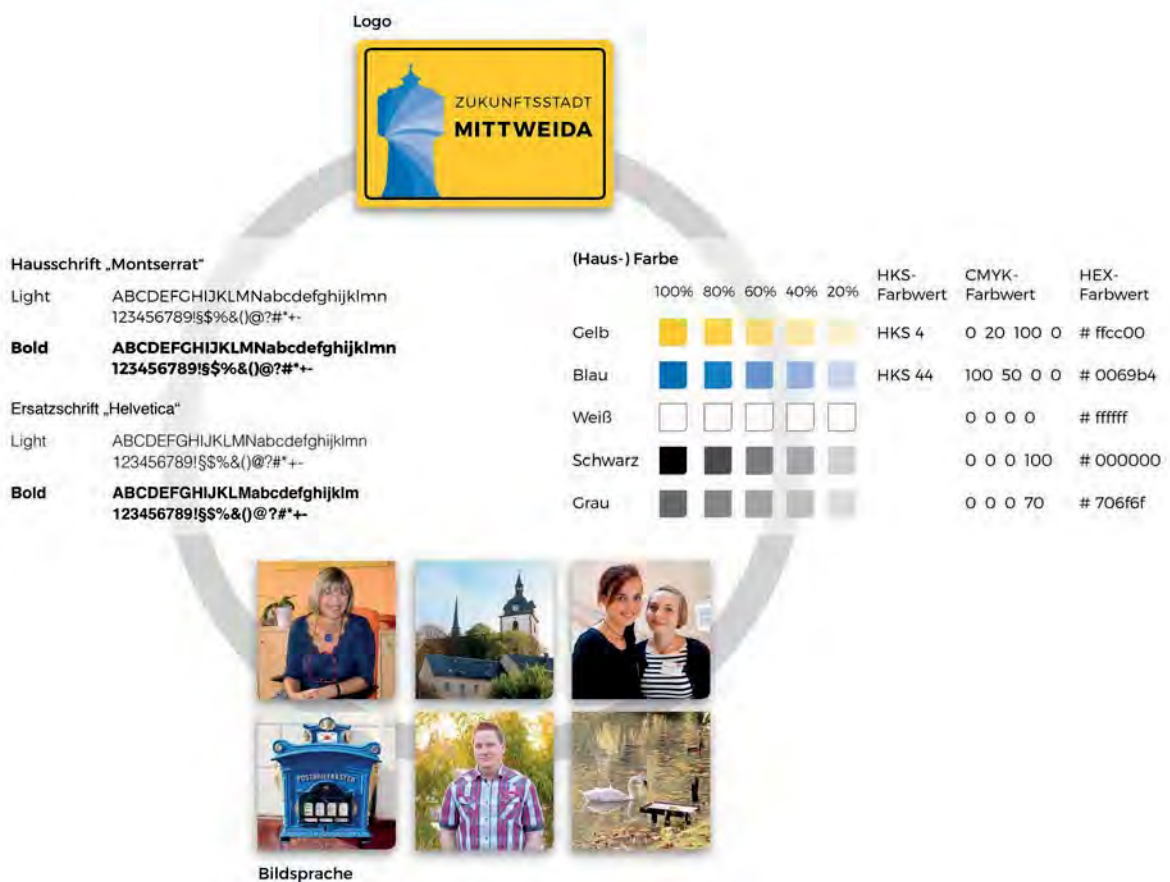 Logo
ZUKUNFTSSTADT
MITTWEIDA
Hausschrift „Montserrat“
Light ABCDEFGHIJKLMNabcdefghijklmn
123456789!§$%&()@?#*+-
Bold ABCDEFGHIJKLMNabcdefghijklmn
123456789!§$%&()@?#*+-
Ersatzschrift „Helvetica“
Light ABCDEFGHIJKLMNabcdefghijklmn
123456789!§$%&()@?#*+-
Bold ABCDEFGHIJKLMabcdefghijklm
123456789!§$%&()@?#*+-
(Haus-) Farbe
100% 80% 60% 40% 20% HKS-Farbwert CMYK-Farbwert HEX-Farbwert
Gelb HKS 4 0 20 100 0 # ffcc00
Blau HKS 44 100 50 0 0 # 0069b4
Weiß 0 0 0 0 # ffffff
Schwarz 0 0 0 100 # 000000
Grau 0 0 0 70 # 706f6f
POSTBRIEFKASTEN
Bildsprache